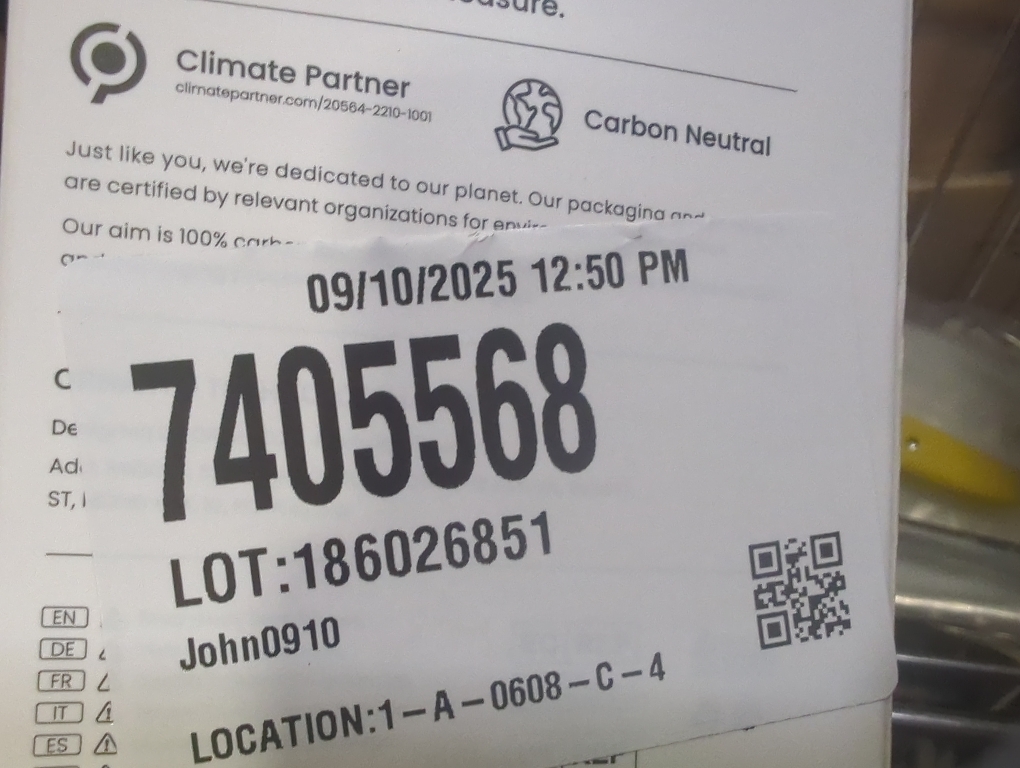 Climate Partner
climatepartner.com/20564-2210-1001
Carbon Neutral
Just like you, we're dedicated to our planet. Our packaging and
are certified by relevant organizations for
Our aim is 100%
09/10/2025 12:50 PM
7405568
LOT:186026851
John0910
LOCATION:1-A-0608-C-4
ST,
EN
DE
FR
IT
ES